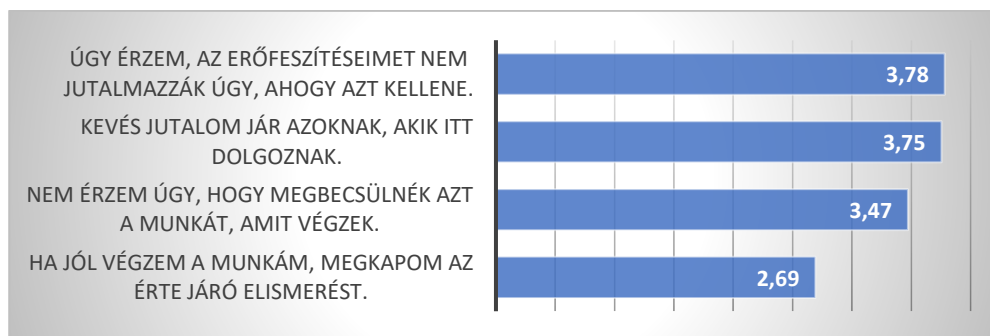 ÚGY ÉRZEM, AZ ERŐFESZÍTÉSEIMET NEM
JUTALMAZZÁK ÚGY, AHOGY AZT KELLENE.
3,78
KEVÉS JUTALOM JÁR AZOKNAK, AKIK ITT
DOLGOZNAK.
3,75
NEM ÉRZEM ÚGY, HOGY MEGBECSÜLNÉK AZT
A MUNKÁT, AMIT VÉGZEK.
3,47
HA JÓL VÉGZEM A MUNKÁM, MEGKAPOM AZ
ÉRTE JÁRÓ ELISMERÉST.
2,69